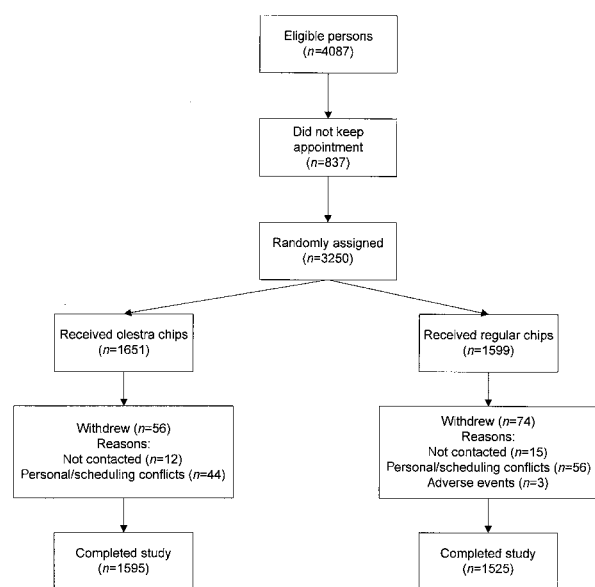 Eligible persons
(n=4087)
Did not keep
appointment
(n=837)
Randomly assigned
(n=3250)
Received olestra chips
(n=1651)
Received regular chips
(n=1599)
Withdrew (n=56)
Reasons:
Not contacted (n=12)
Personal/scheduling conflicts (n=44)
Withdrew (n=74)
Reasons:
Not contacted (n=15)
Personal/scheduling conflicts (n=56)
Adverse events (n=3)
Completed study
(n=1595)
Completed study
(n=1525)